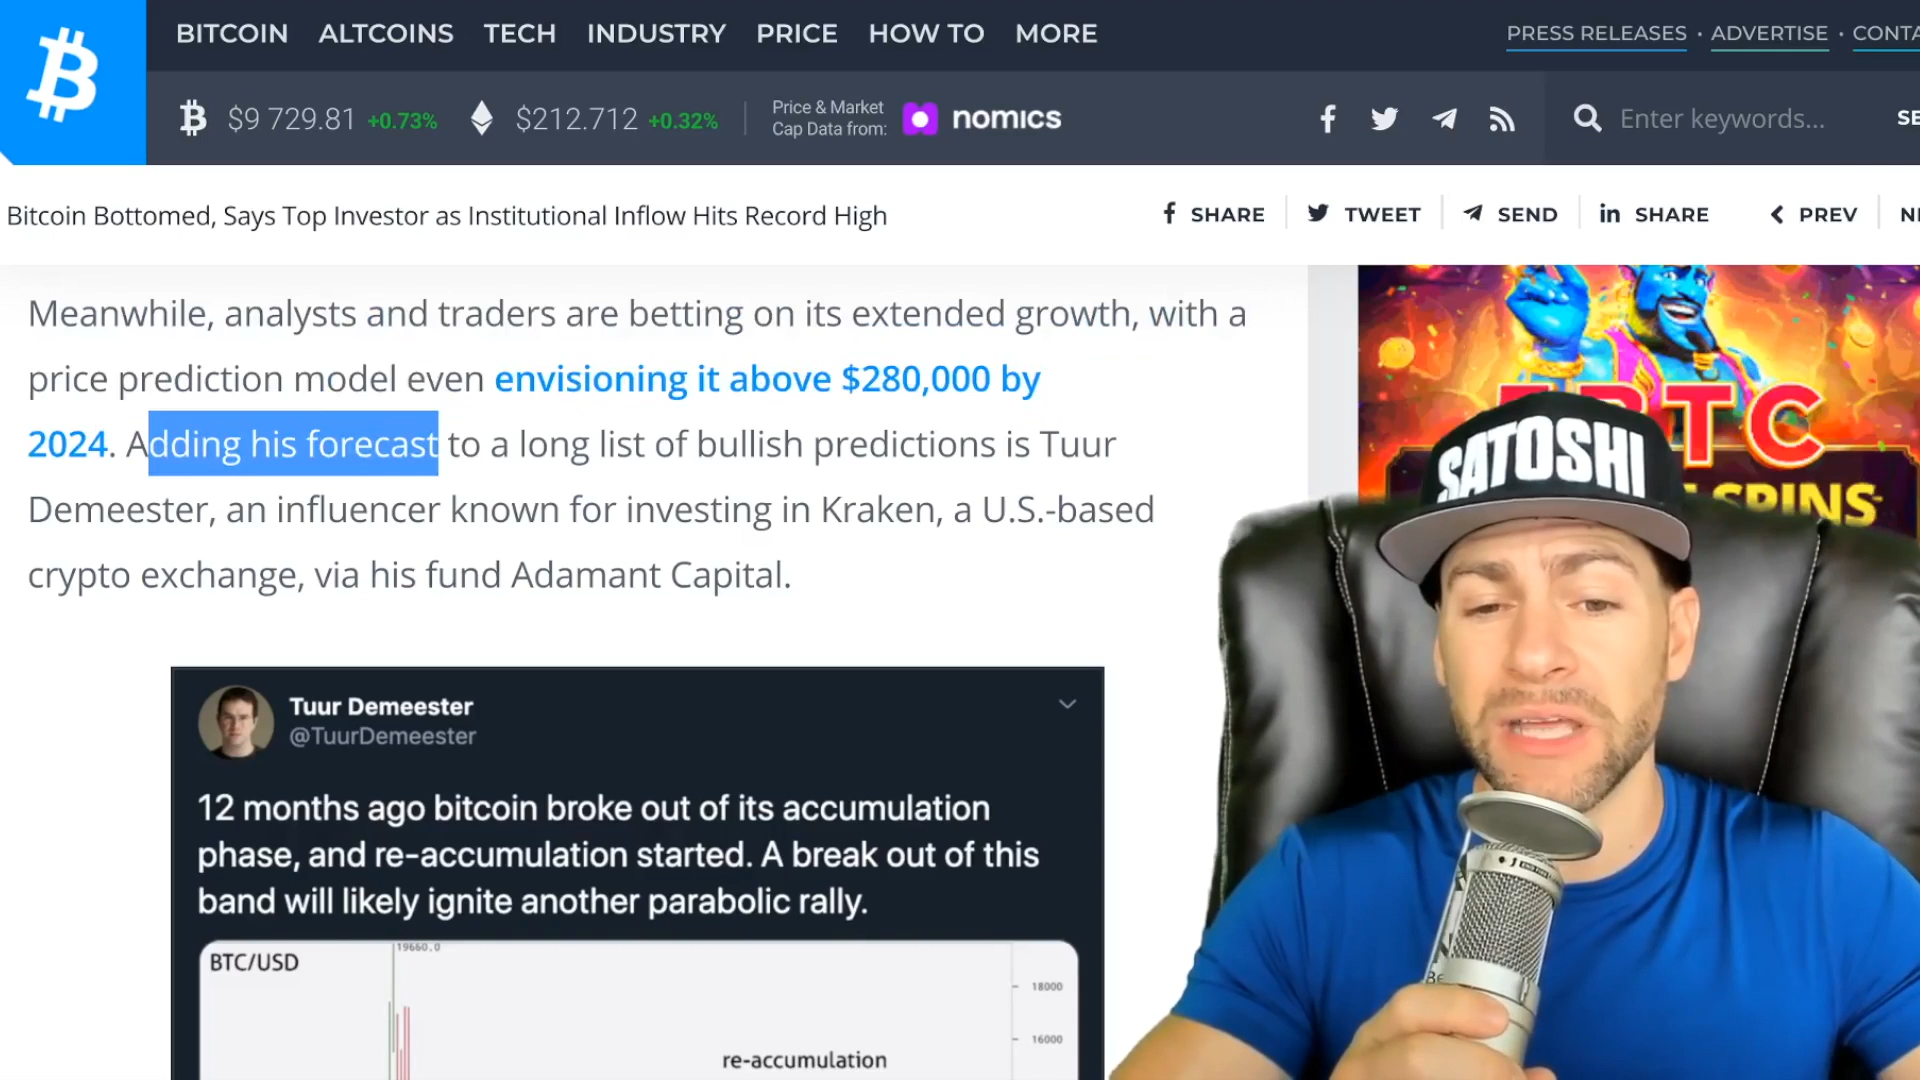 BITCOIN ALTCOINS TECH INDUSTRY PRICE HOW TO MORE
PRESS RELEASES · ADVERTISE ·
$9 729.81 +0.73% $212.712 +0.32%
Price & Market
Cap Data from:
nomics
Enter keywords...
Bitcoin Bottomed, Says Top Investor as Institutional Inflow Hits Record High
SHARE TWEET SEND SHARE PREV
Meanwhile, analysts and traders are betting on its extended growth, with a
price prediction model even envisioning it above $280,000 by
2024. Adding his forecast to a long list of bullish predictions is Tuur
Demeester, an influencer known for investing in Kraken, a U.S.-based
crypto exchange, via his fund Adamant Capital.
SPINS
SATOSHI
Tuur Demeester
@TuurDemeester
12 months ago bitcoin broke out of its accumulation
phase, and re-accumulation started. A break out of this
band will likely ignite another parabolic rally.
BTC/USD
19660.0
18000
16000
re-accumulation